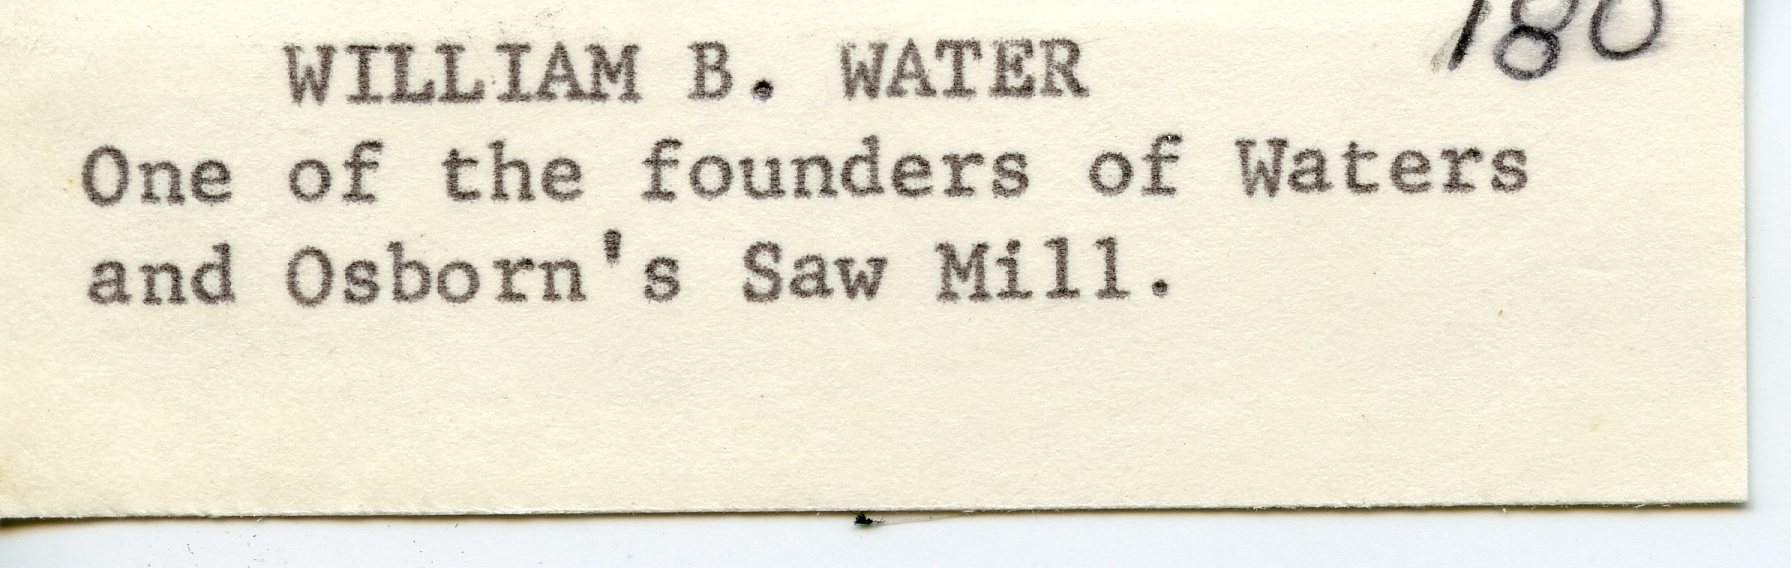 180
WILLIAM B. WATER
One of the founders of Waters
and Osborn's Saw Mill.